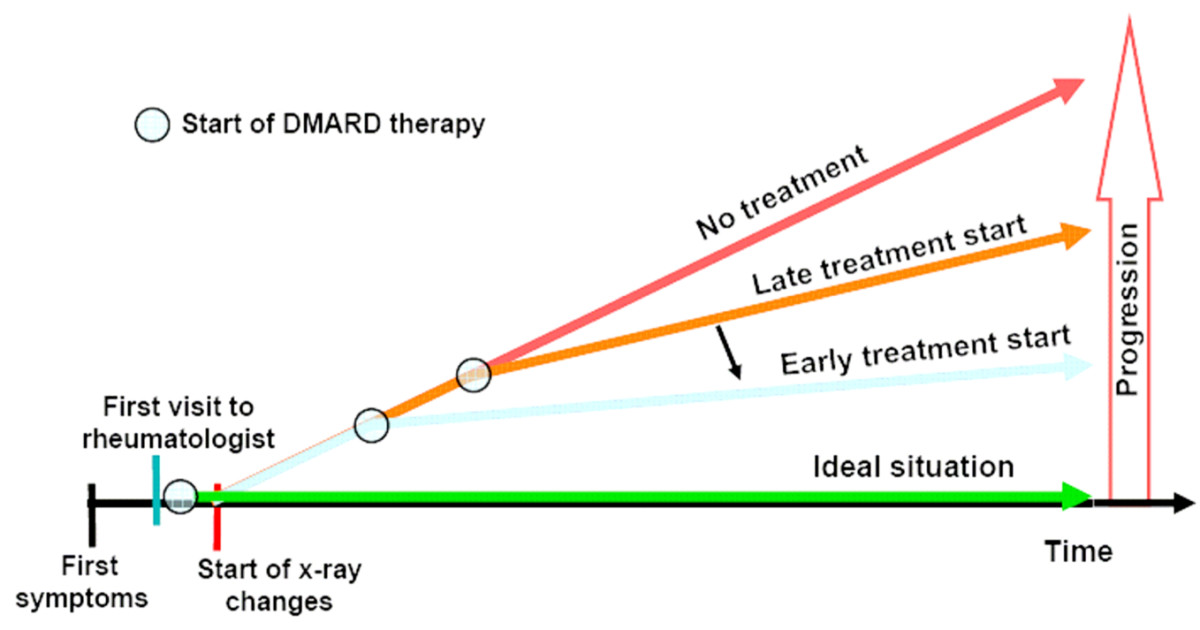 Start of DMARD therapy
No treatment
Late treatment start
Early treatment start
Progression
First visit to
rheumatologist
Ideal situation
Time
First
symptoms
Start of x-ray
changes